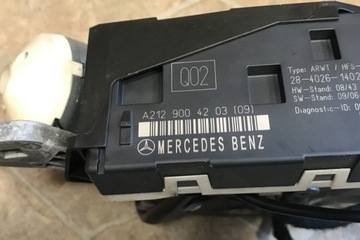 Q02
Type: ARWT / HFS-
28-4026-1402
HW-Stand: 08/43
SW-Stand: 09/06
Diagnostic-ID: 09
A212 900 42 03 [09]
MERCEDES BENZ